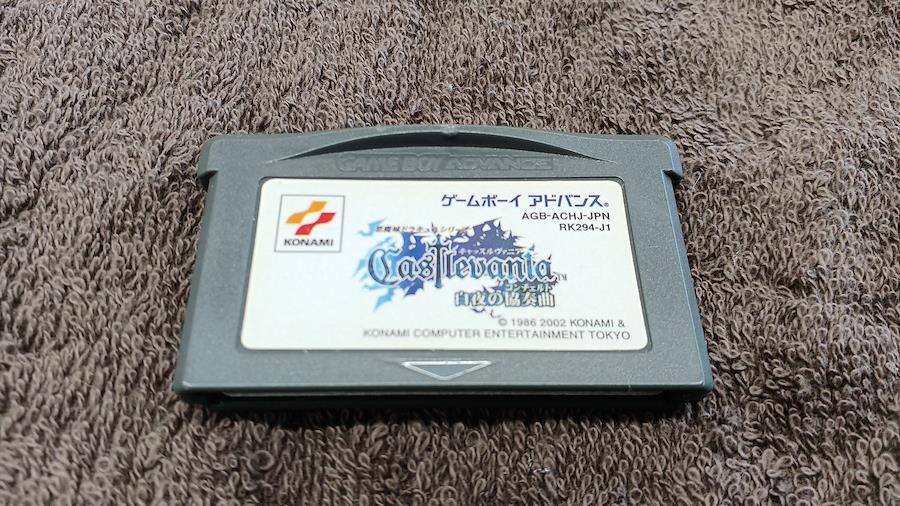 GAME BOY ADVANCE
KONAMI
ゲームボーイ アドバンス®
AGB-ACHJ-JPN
RK294-J1
悪魔城ドラキュラシリーズ
キャッスルヴァニア
Castlevania™
コンチェルト
白夜の協奏曲
© 1986 2002 KONAMI &
KONAMI COMPUTER ENTERTAINMENT TOKYO